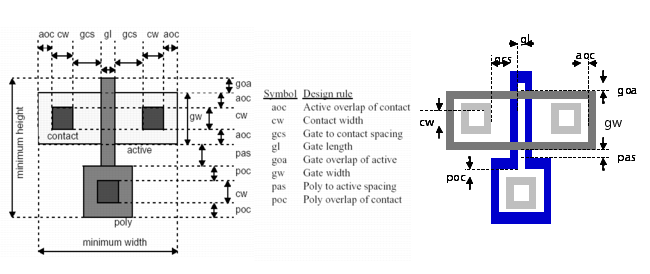 aoc cw gcs gl gcs cw aoc
goa
aoc
cw
gw
aoc
contact
active
pas
poc
cw
poc
poly
minimum height
minimum width
Symbol Design rule
aoc Active overlap of contact
cw Contact width
gcs Gate to contact spacing
gl Gate length
goa Gate overlap of active
gw Gate width
pas Poly to active spacing
poc Poly overlap of contact
gl
gcs
aoc
goa
cw
gw
pas
poc